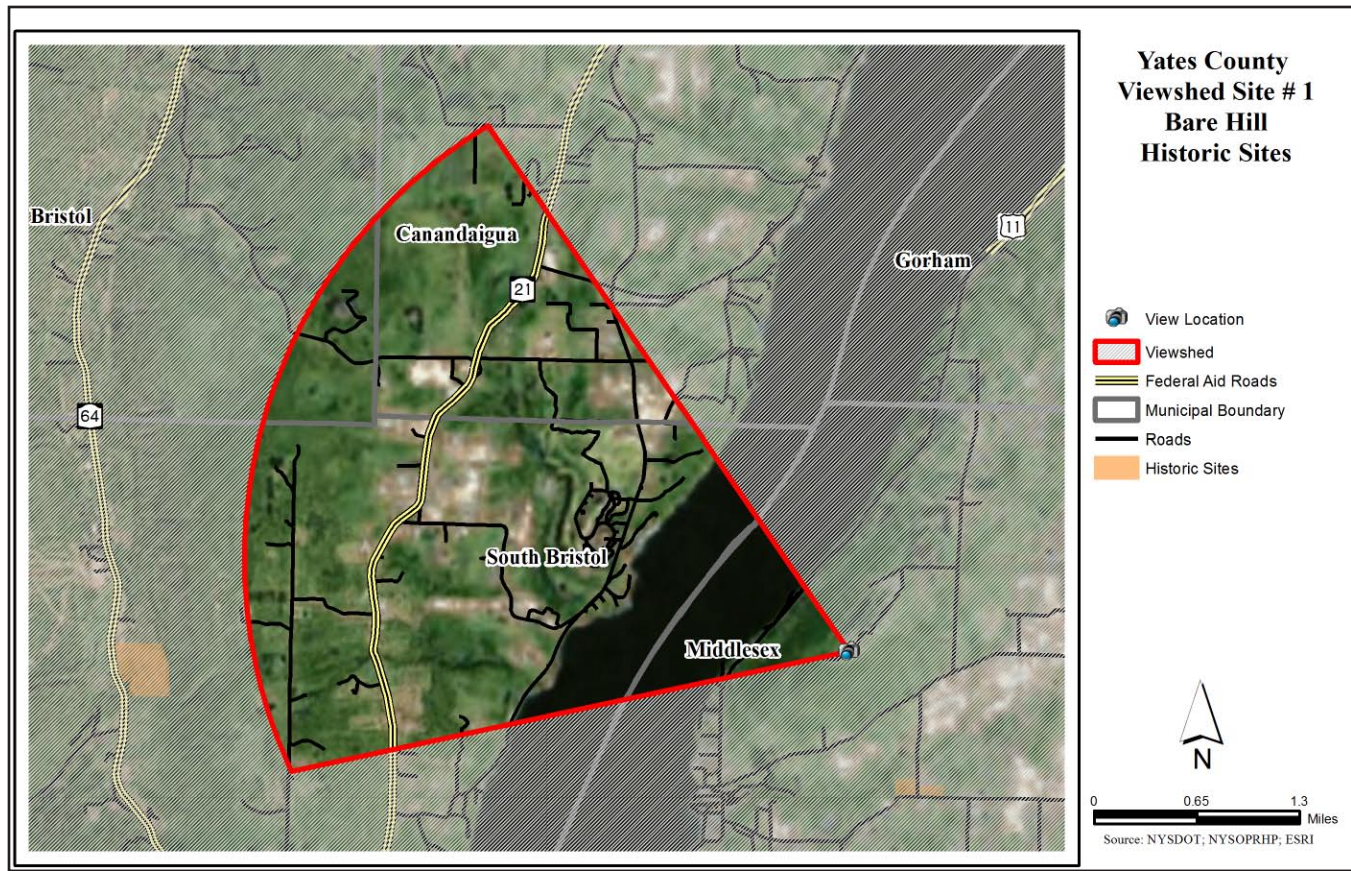 Yates County
Viewshed Site # 1
Bare Hill
Historic Sites
Bristol
Canandaigua
11
Gorham
21
64
South Bristol
Middlesex
View Location
Viewshed
Federal Aid Roads
Municipal Boundary
Roads
Historic Sites
N
0 0.65 1.3
Miles
Source: NYSDOT; NYSOPRHP; ESRI